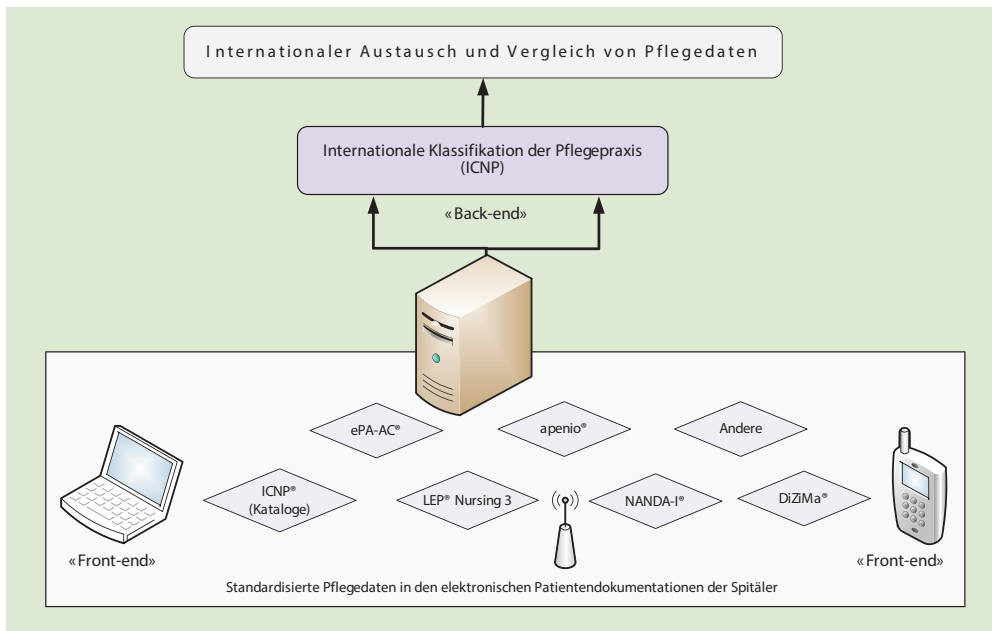 Internationaler Austausch und Vergleich von Pflegedaten
Internationale Klassifikation der Pflegepraxis
(ICNP)
«Back-end»
ePA-AC®
apenio®
Andere
ICNP®
(Kataloge)
LEP® Nursing 3
NANDA-I®
DiZiMa®
«Front-end»
«Front-end»
Standardisierte Pflegedaten in den elektronischen Patientendokumentationen der Spitäler